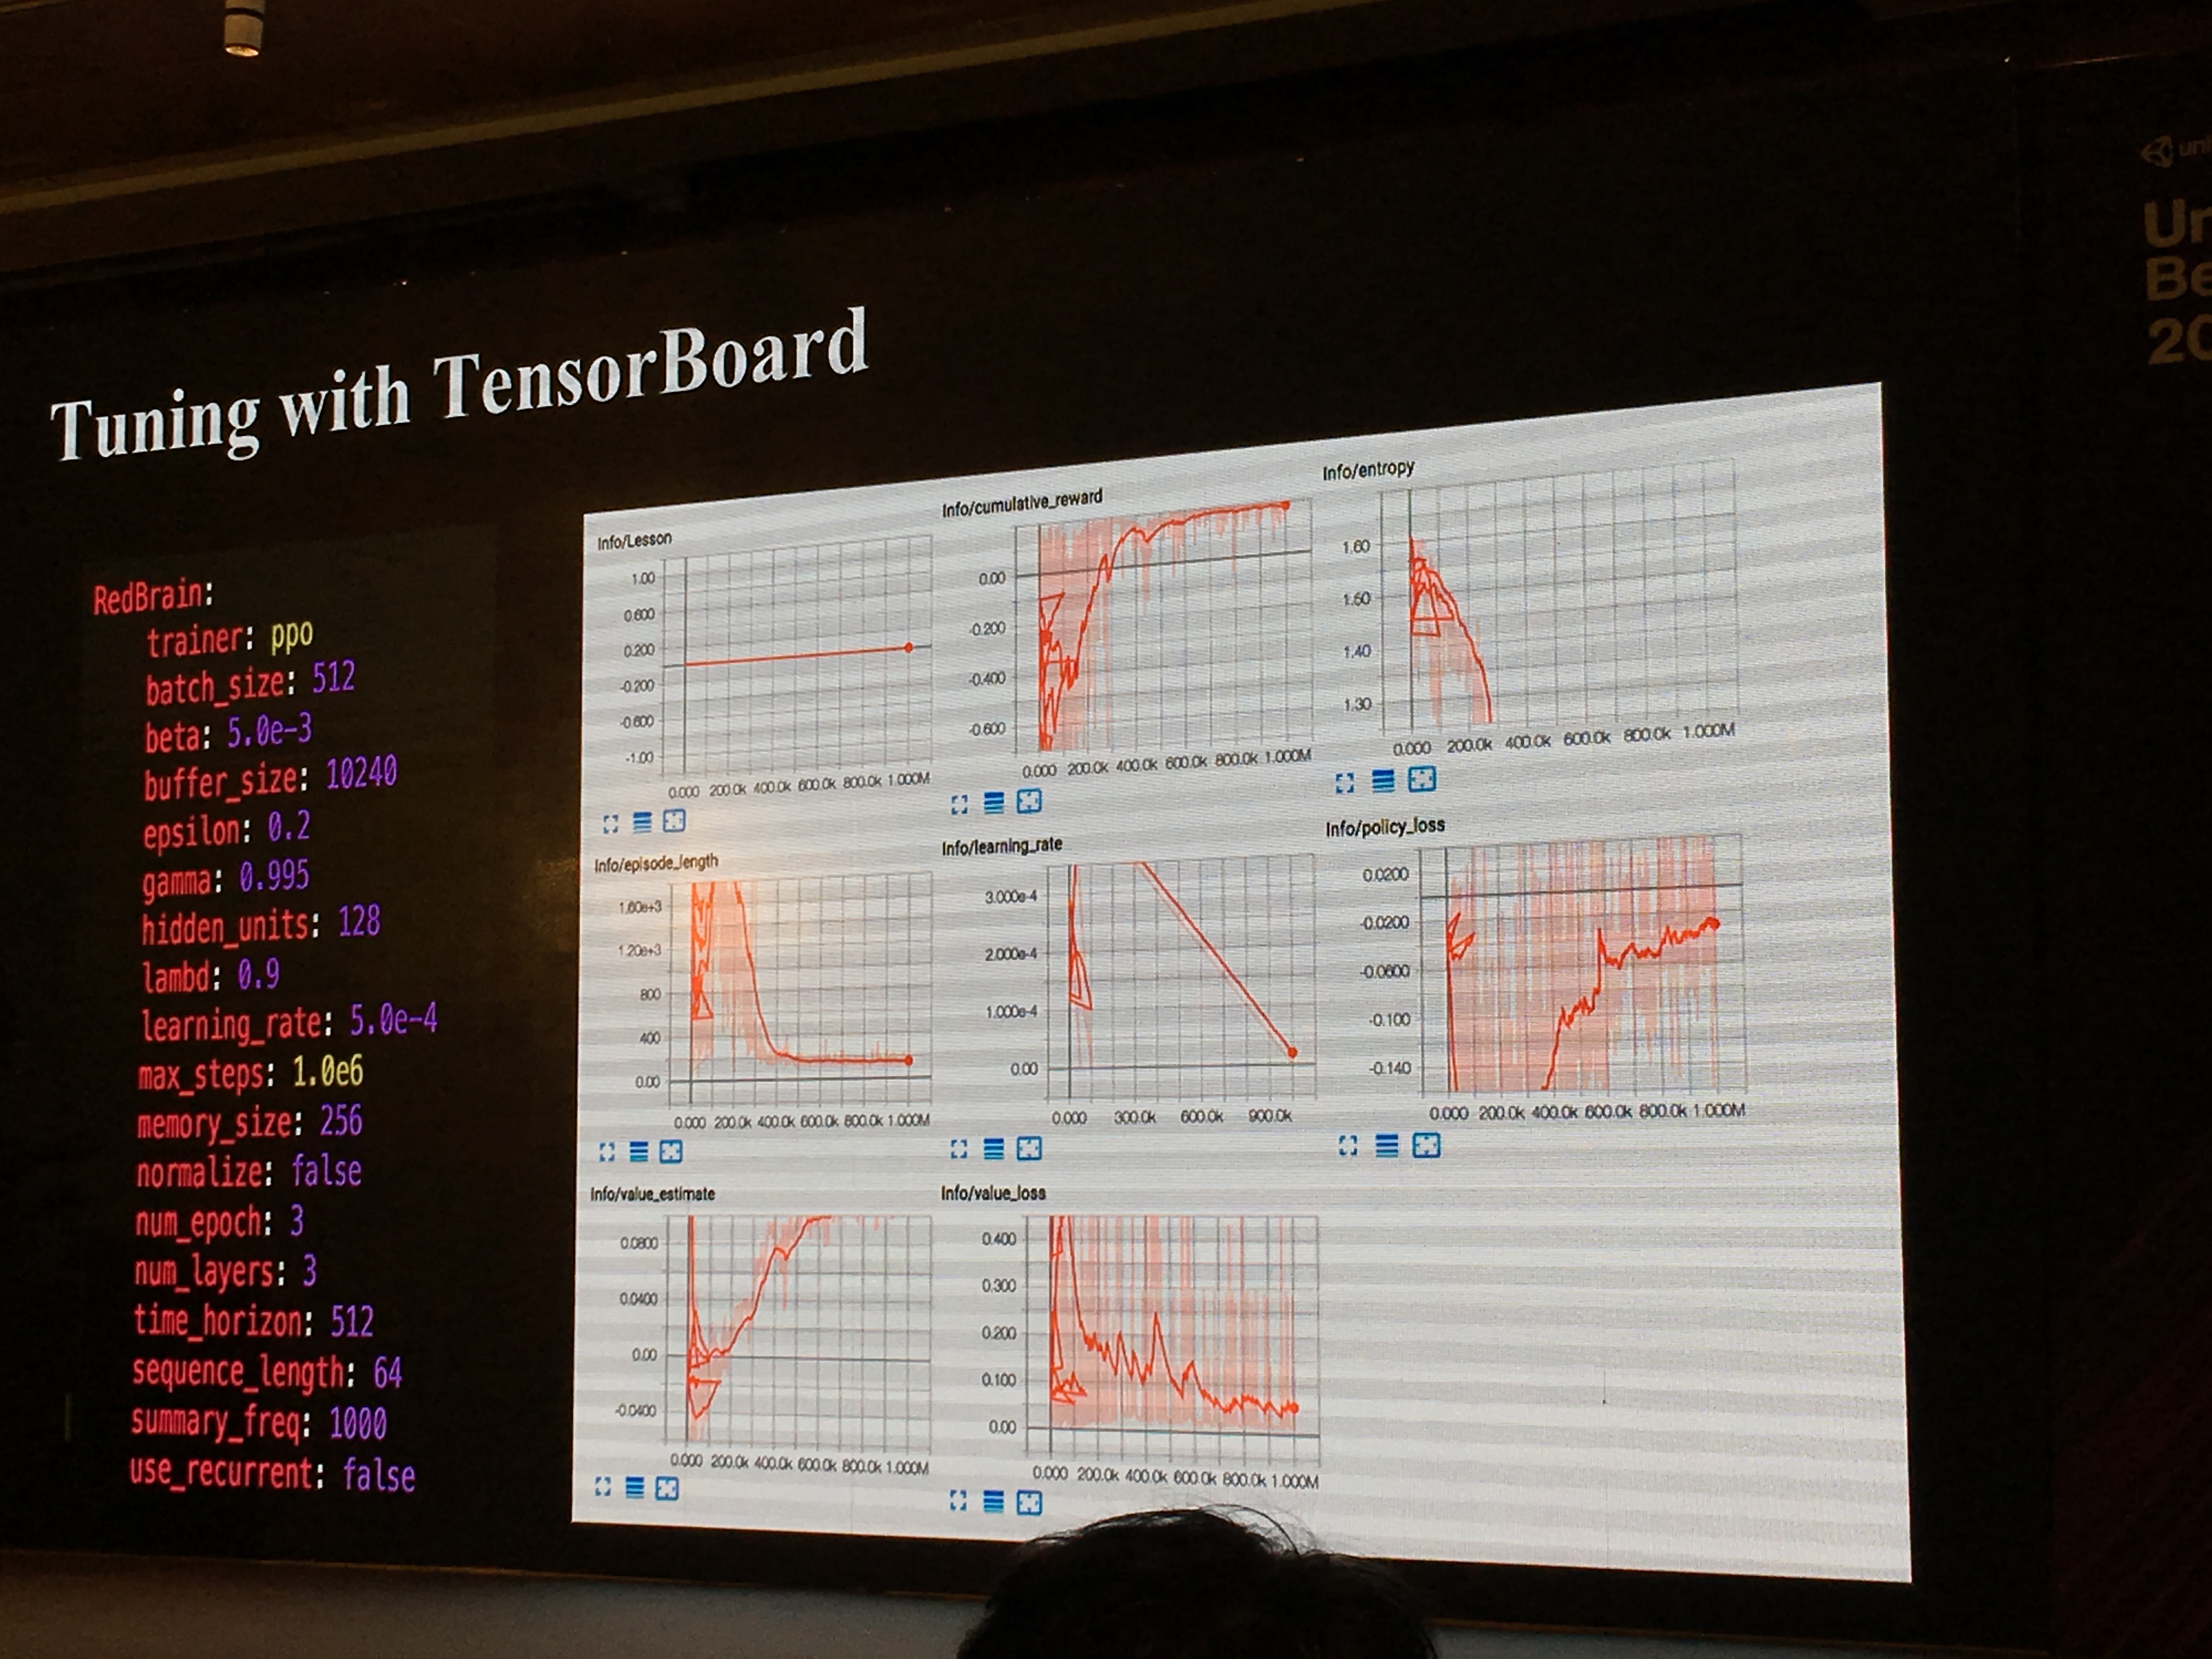 Tuning with TensorBoard
RedBrain:
trainer: ppo
batch_size: 512
beta: 5.0e-3
buffer_size: 10240
epsilon: 0.2
gamma: 0.995
hidden_units: 128
lambd: 0.9
learning_rate: 5.0e-4
max_steps: 1.0e6
memory_size: 256
normalize: false
num_epoch: 3
num_layers: 3
time_horizon: 512
sequence_length: 64
summary_freq: 1000
use_recurrent: false
Info/Lesson
1.00
0.600
0.200
-0.200
-0.600
-1.00
0.000 200.0k 400.0k 600.0k 800.0k 1.000M
Info/cumulative_reward
0.00
-0.200
-0.400
-0.600
0.000 200.0k 400.0k 600.0k 800.0k 1.000M
Info/entropy
1.60
1.50
1.40
1.30
0.000 200.0k 400.0k 600.0k 800.0k 1.000M
Info/episode_length
1.60e+3
1.20e+3
800
400
0.00
0.000 200.0k 400.0k 600.0k 800.0k 1.000M
Info/learning_rate
3.000e-4
2.000e-4
1.000e-4
0.00
0.000 300.0k 600.0k 900.0k
Info/policy_loss
0.0200
-0.0200
-0.0600
-0.100
-0.140
0.000 200.0k 400.0k 600.0k 800.0k 1.000M
Info/value_estimate
0.0800
0.0400
0.00
-0.0400
0.000 200.0k 400.0k 600.0k 800.0k 1.000M
Info/value_loss
0.400
0.300
0.200
0.100
0.00
0.000 200.0k 400.0k 600.0k 800.0k 1.000M
uni
Un
Be
20